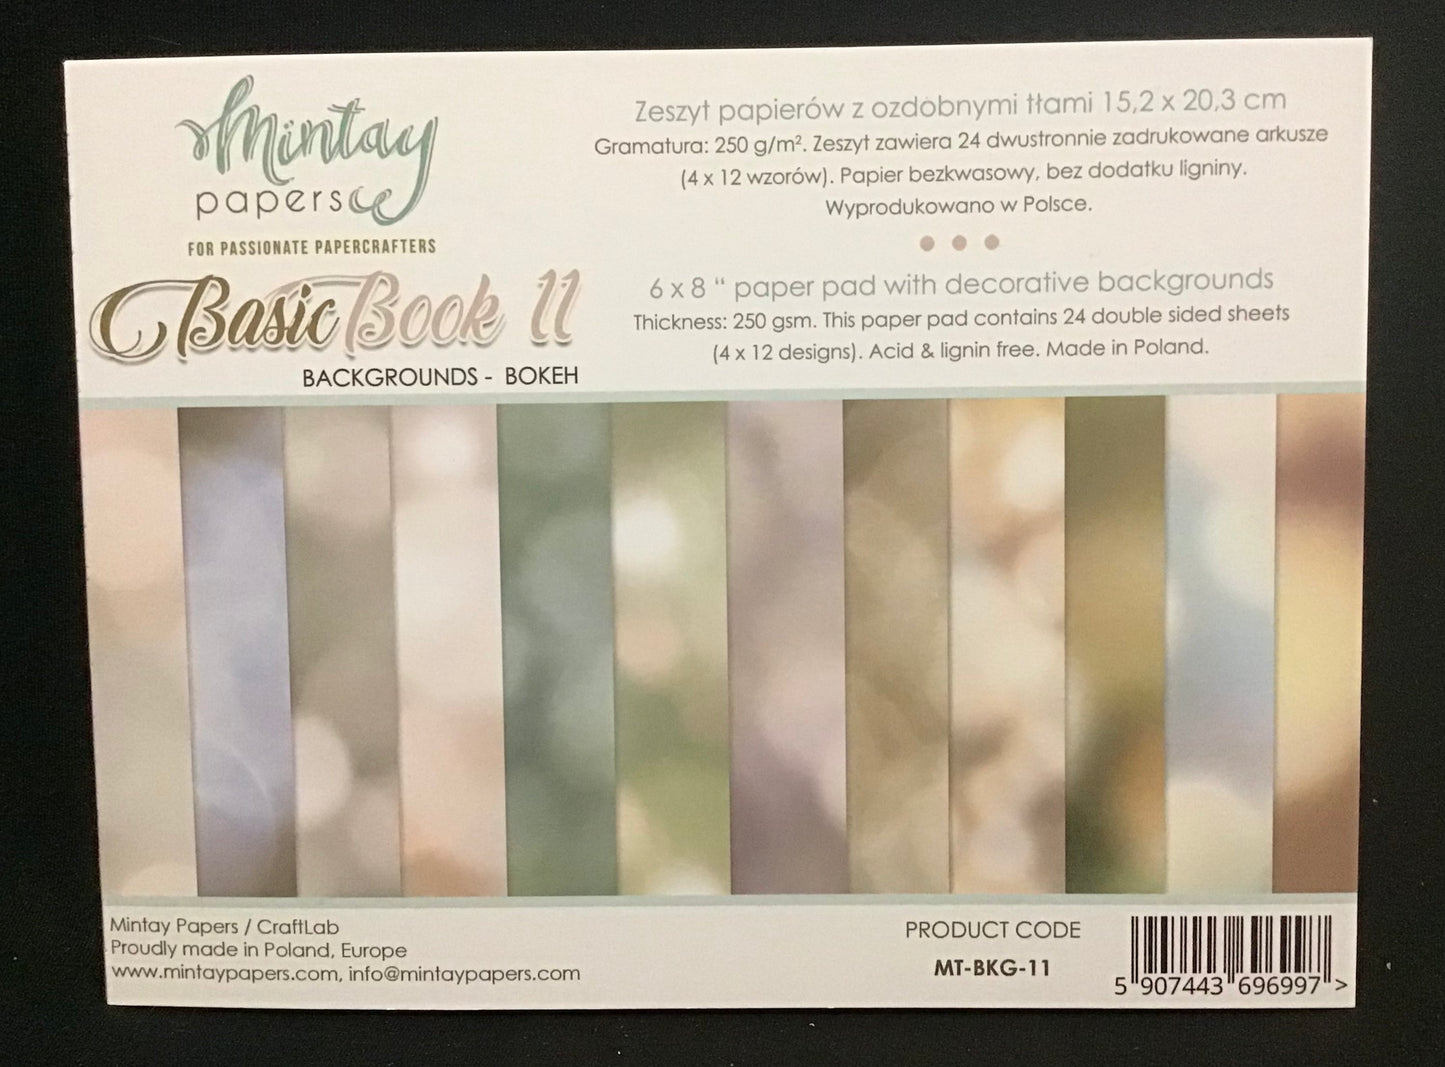 Mintay
papers
FOR PASSIONATE PAPERCRAFTERS
Basic Book 11
BACKGROUNDS - BOKEH
Zeszyt papierów z ozdobnymi tłami 15,2 x 20,3 cm
Gramatura: 250 g/m². Zeszyt zawiera 24 dwustronnie zadrukowane arkusze
(4 x 12 wzorów). Papier bezkwasowy, bez dodatku ligniny.
Wyprodukowano w Polsce.
6 x 8 “ paper pad with decorative backgrounds
Thickness: 250 gsm. This paper pad contains 24 double sided sheets
(4 x 12 designs). Acid & lignin free. Made in Poland.
Mintay Papers / CraftLab
Proudly made in Poland, Europe
www.mintaypapers.com, info@mintaypapers.com
PRODUCT CODE
MT-BKG-11
5 907443 696997 >